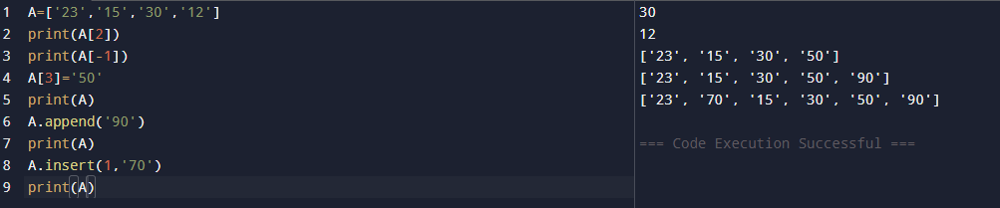 1 A=['23','15','30','12']
2 print(A[2])
3 print(A[-1])
4 A[3]='50'
5 print(A)
6 A.append('90')
7 print(A)
8 A.insert(1,'70')
9 print(A)
30
12
['23', '15', '30', '50']
['23', '15', '30', '50', '90']
['23', '70', '15', '30', '50', '90']
=== Code Execution Successful ===